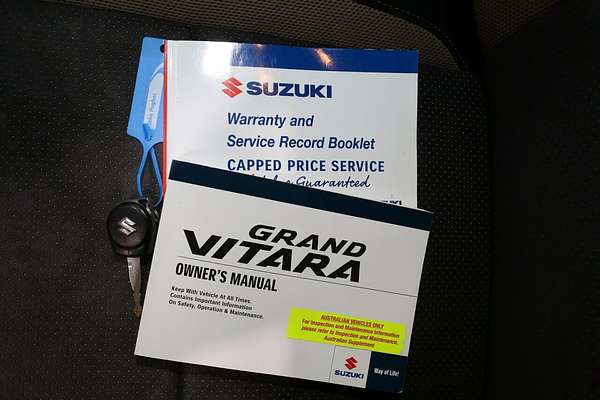 SUZUKI
Warranty and
Service Record Booklet
CAPPED PRICE SERVICE
Guaranteed
SUZUKI
GRAND
VITARA
OWNER'S MANUAL
Keep With Vehicle At All Times.
Contains Important Information
On Safety, Operation & Maintenance.
AUSTRALIAN VEHICLES ONLY
For Inspection and Maintenance Information
please refer to Inspection and Maintenance,
Australian Supplement
SUZUKI
Way of Life!